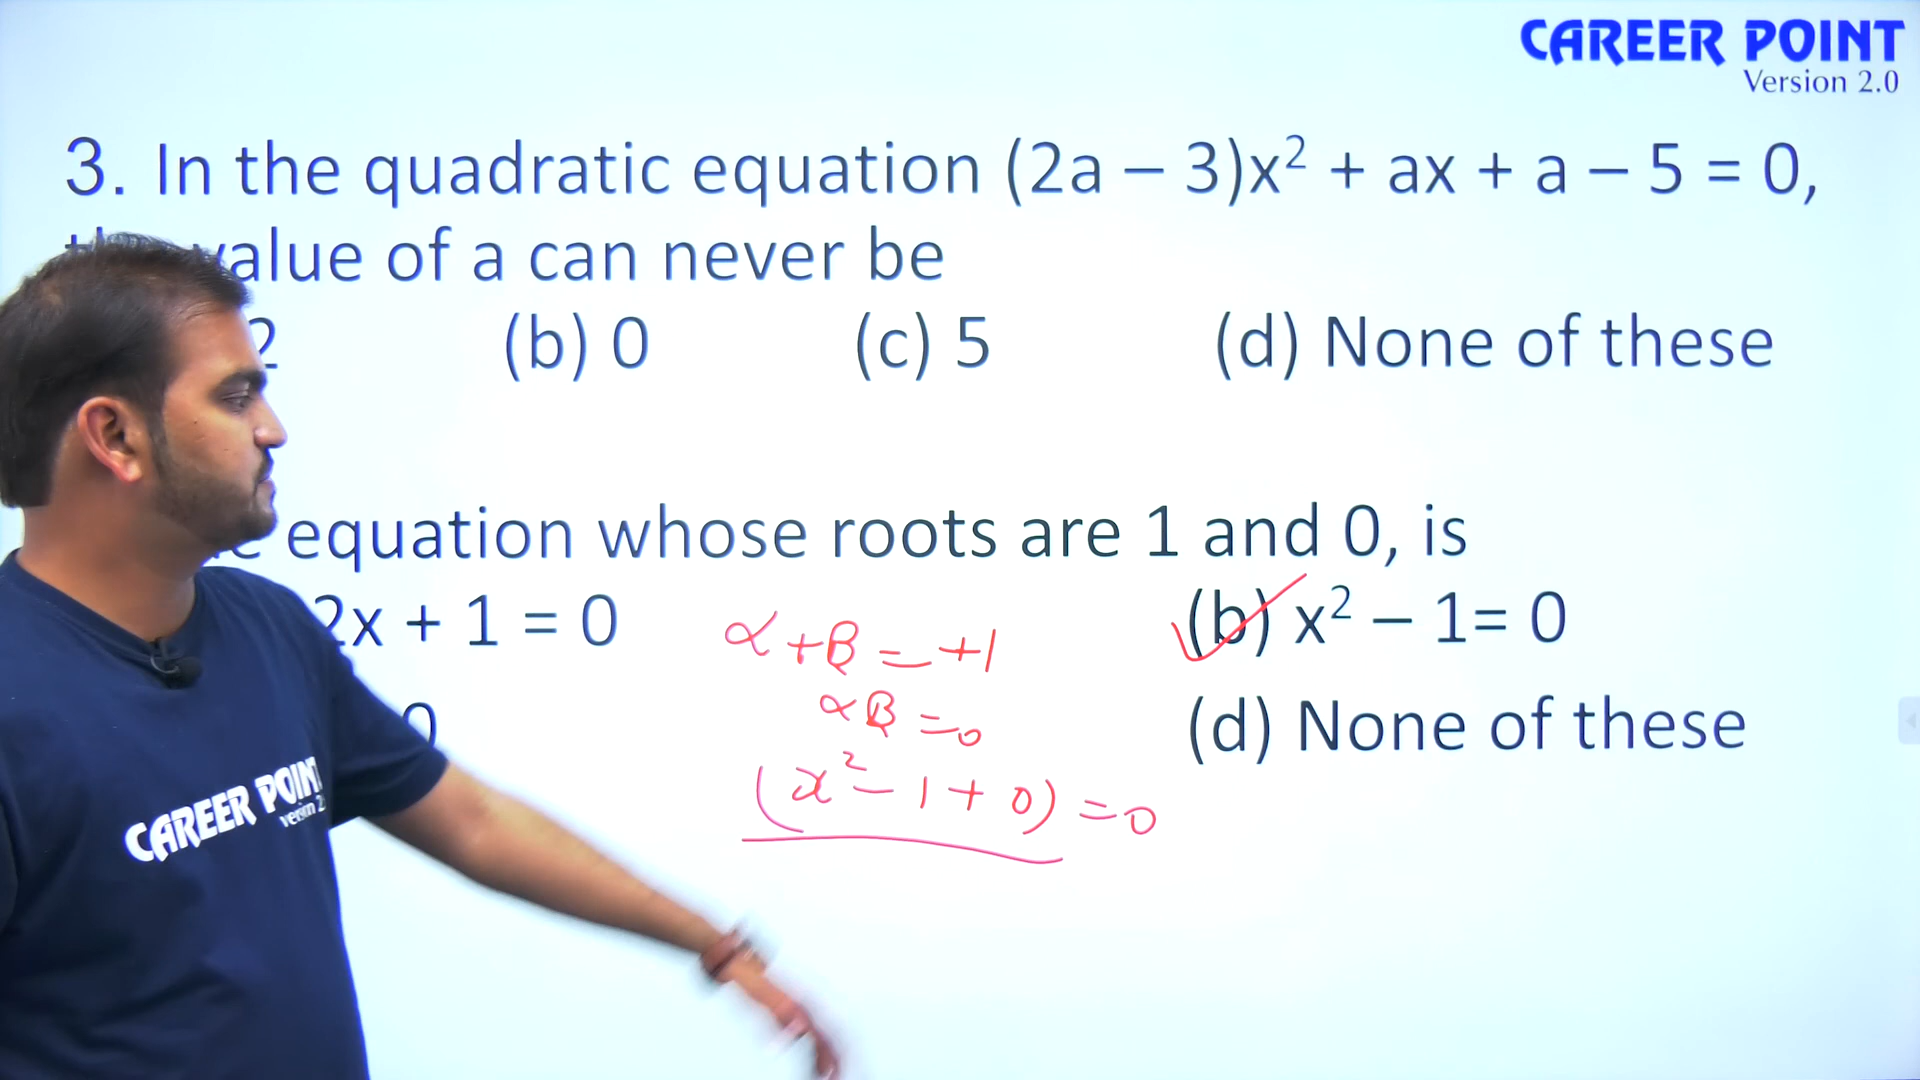 CAREER POINT
Version 2.0
3. In the quadratic equation (2a – 3)x² + ax + a – 5 = 0,
value of a can never be
2 (b) 0 (c) 5 (d) None of these
equation whose roots are 1 and 0, is
2x + 1 = 0 (b) x² – 1= 0
α + β = +1
αβ = 0
0 (d) None of these
(x² - 1 + 0) = 0
CAREER POINT